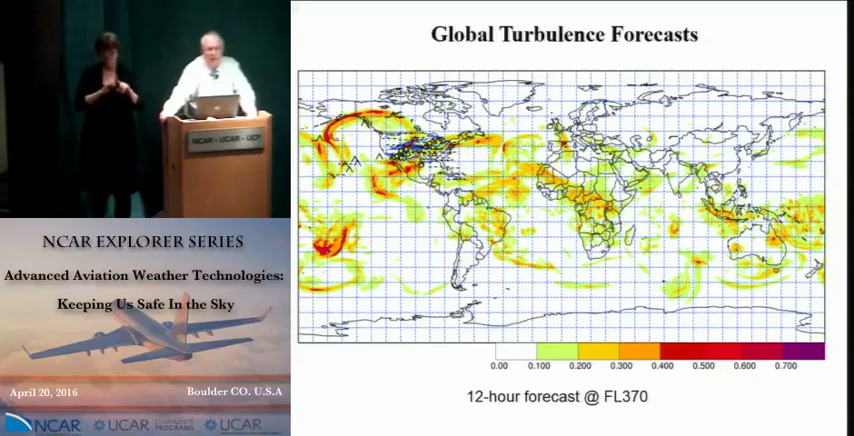 NCAR - UCAR - UCP
NCAR EXPLORER SERIES
Advanced Aviation Weather Technologies:
Keeping Us Safe In the Sky
April 20, 2016
Boulder CO. U.S.A
NCAR
UCAR
COMMUNITY
PROGRAMS
UCAR
Global Turbulence Forecasts
0.00 0.100 0.200 0.300 0.400 0.500 0.600 0.700
12-hour forecast @ FL370